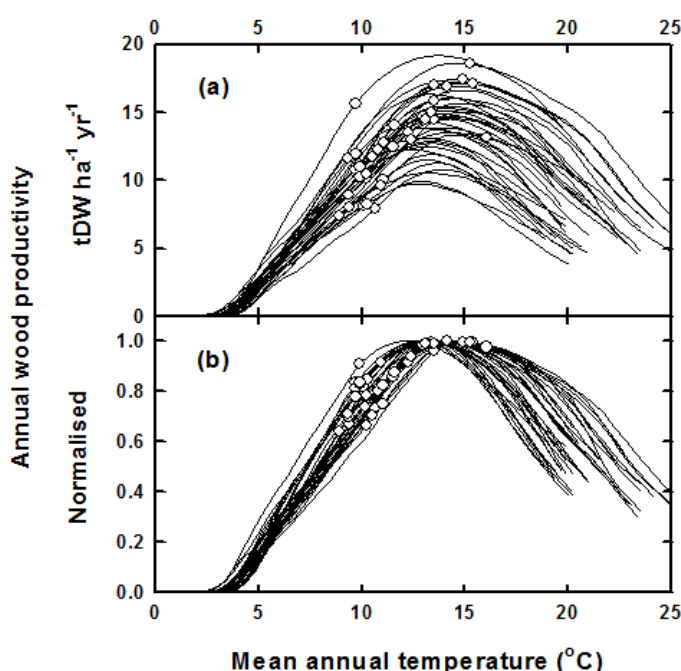 0 5 10 15 20 25
20
(a)
15
10
5
0
tDW ha⁻¹ yr⁻¹
Annual wood productivity
1.0
(b)
0.8
0.6
0.4
0.2
0.0
Normalised
0 5 10 15 20 25
Mean annual temperature (°C)